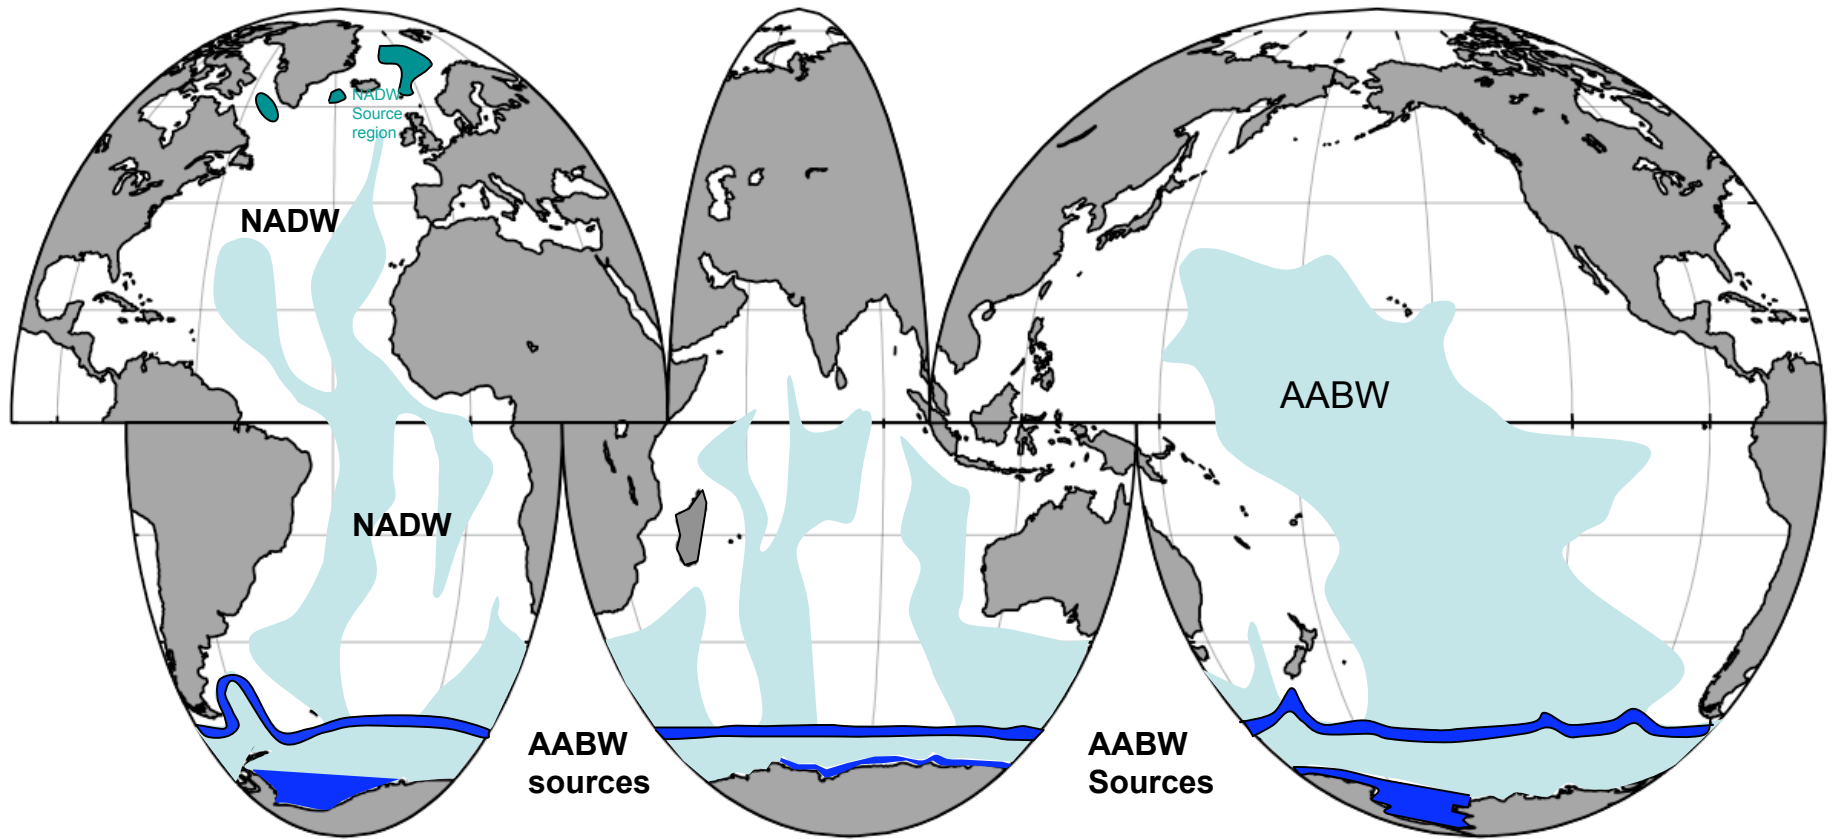 NADW
Source
region
NADW
AABW
NADW
AABW
sources
AABW
Sources